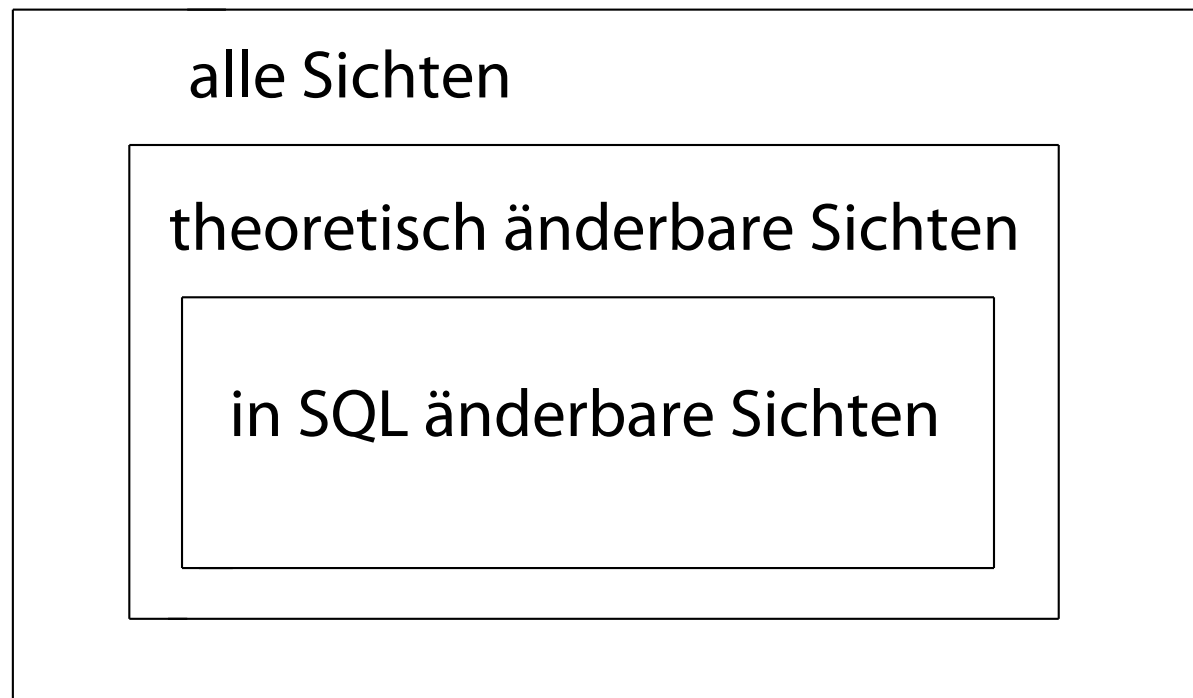 alle Sichten
theoretisch änderbare Sichten
in SQL änderbare Sichten